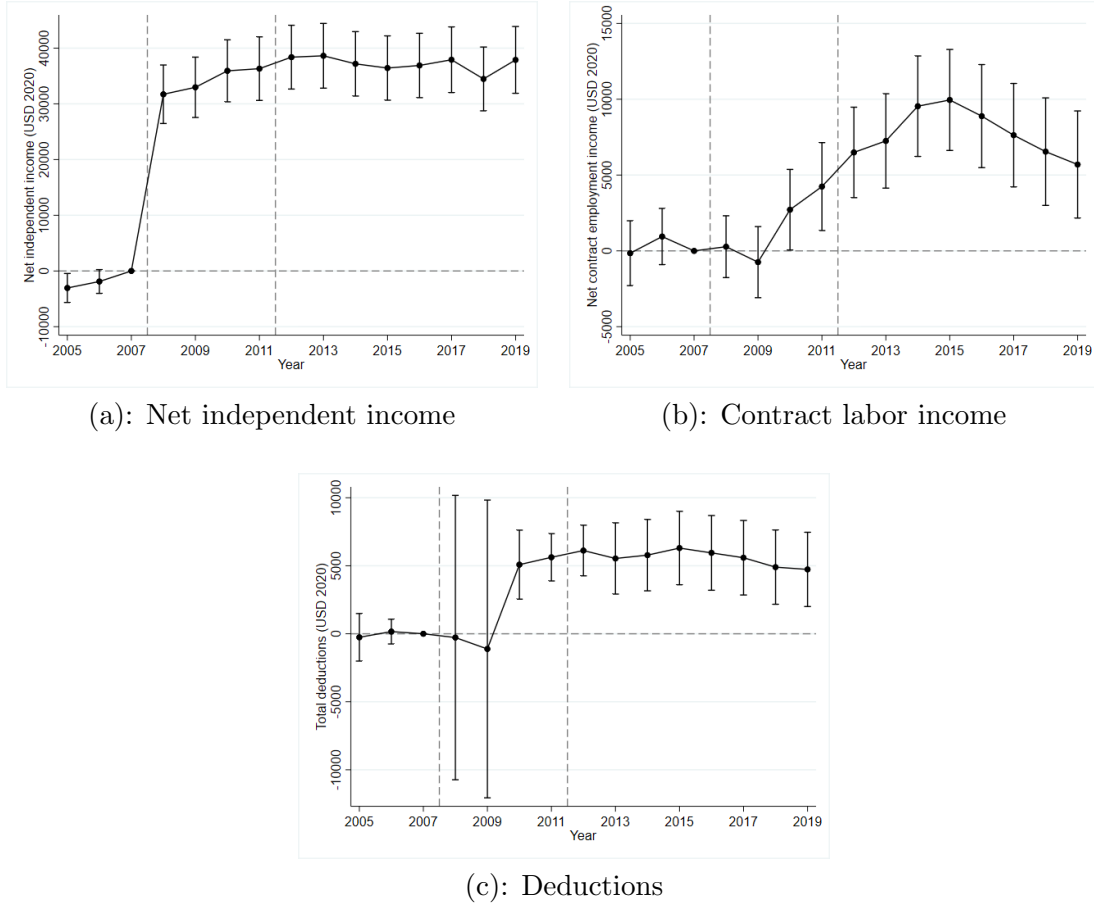 Net independent income (USD 2020)
40000
30000
20000
10000
0
-10000
2005 2007 2009 2011 2013 2015 2017 2019
Year
(a): Net independent income
Net contract employment income (USD 2020)
15000
10000
5000
0
-5000
2005 2007 2009 2011 2013 2015 2017 2019
Year
(b): Contract labor income
Total deductions (USD 2020)
10000
5000
0
-5000
-10000
2005 2007 2009 2011 2013 2015 2017 2019
Year
(c): Deductions